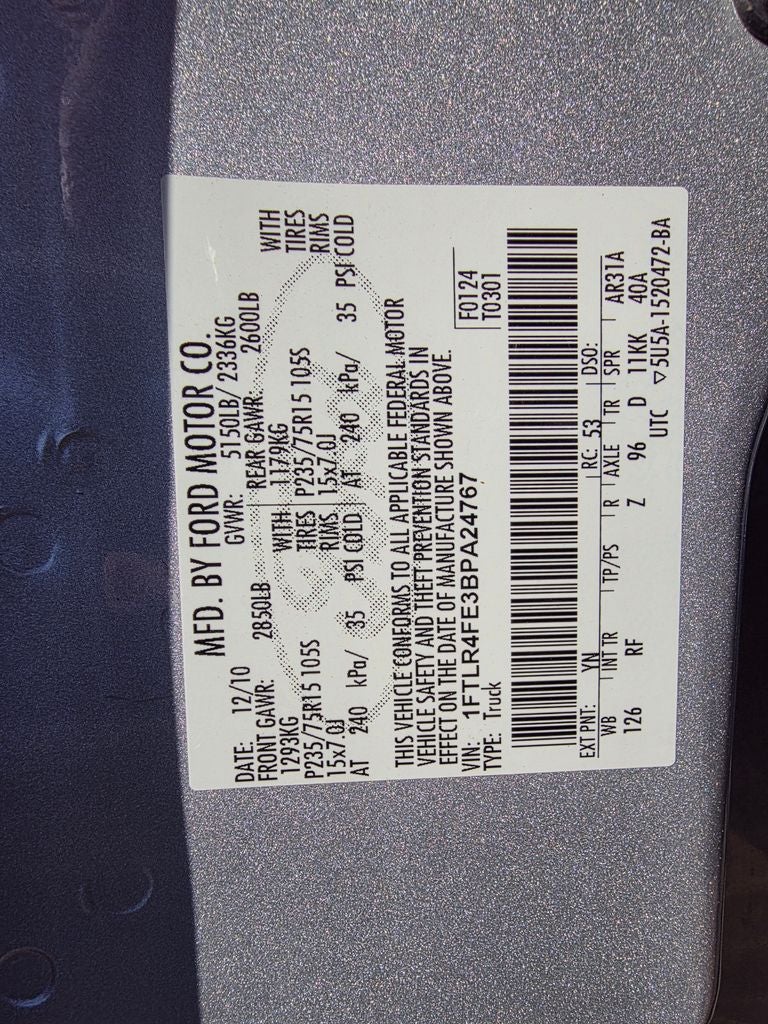 MFD. BY FORD MOTOR CO.
DATE: 12/10 GVWR: 5150LB/ 2336KG
FRONT GAWR: 2850LB REAR GAWR: 2600LB
1293KG WITH 1179KG WITH
P235/75R15 105S TIRES P235/75R15 105S TIRES
15x7.0J RIMS 15x7.0J RIMS
AT 240 kPa/ 35 PSI COLD AT 240 kPa/ 35 PSI COLD
THIS VEHICLE CONFORMS TO ALL APPLICABLE FEDERAL MOTOR
VEHICLE SAFETY AND THEFT PREVENTION STANDARDS IN
EFFECT ON THE DATE OF MANUFACTURE SHOWN ABOVE.
VIN: 1FTLR4FE3BPA24767 F0124
TYPE: Truck T0301
EXT PNT: YN RC: 53 DSO:
WB INT TR TP/PS R AXLE TR SPR AR31A
126 RF Z 96 D 11KK 40A
UTC ▽5U5A-1520472-BA